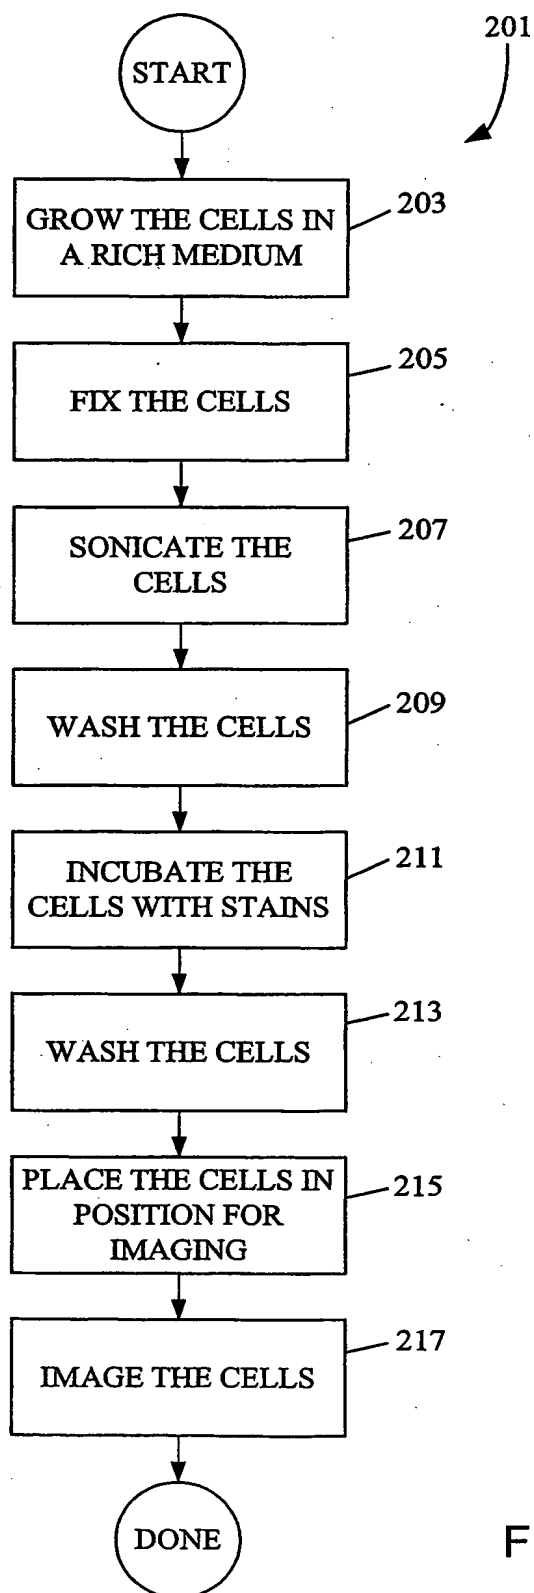 201
START
GROW THE CELLS IN
A RICH MEDIUM
203
FIX THE CELLS
205
SONICATE THE
CELLS
207
WASH THE CELLS
209
INCUBATE THE
CELLS WITH STAINS
211
WASH THE CELLS
213
PLACE THE CELLS IN
POSITION FOR
IMAGING
215
IMAGE THE CELLS
217
DONE
F